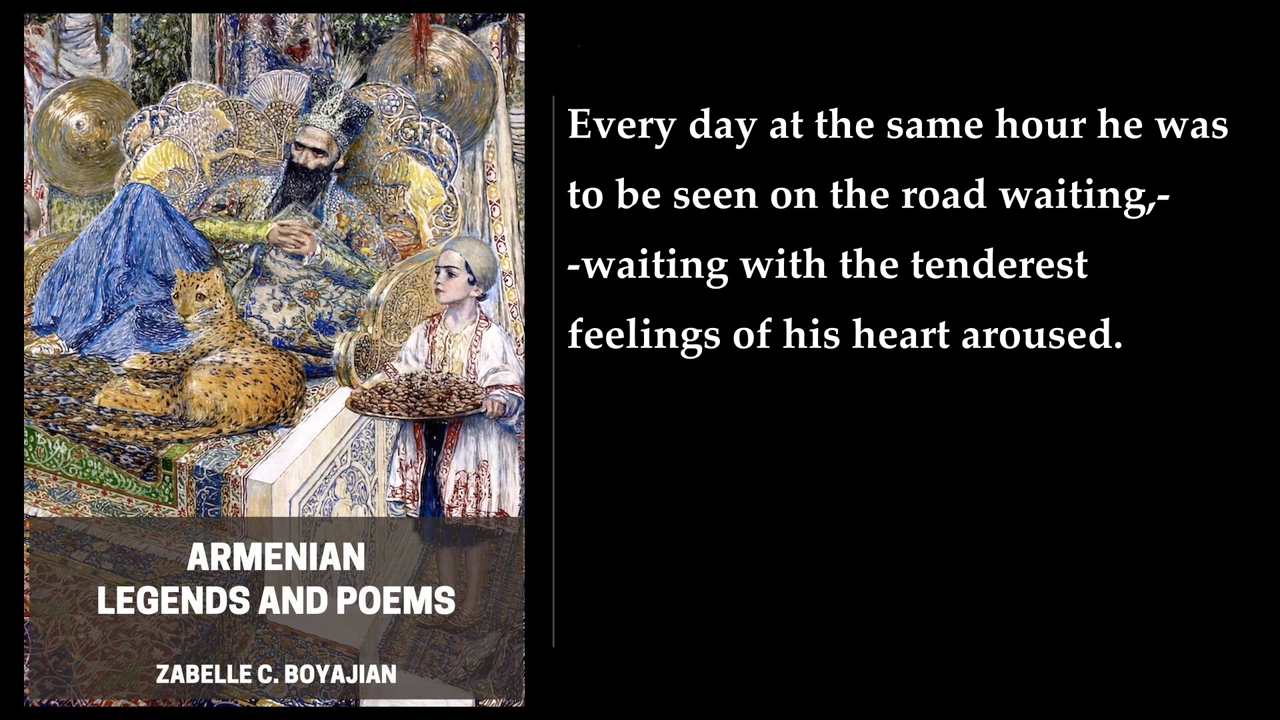 Every day at the same hour he was
to be seen on the road waiting,-
-waiting with the tenderest
feelings of his heart aroused.
ARMENIAN
LEGENDS AND POEMS
ZABELLE C. BOYAJIAN